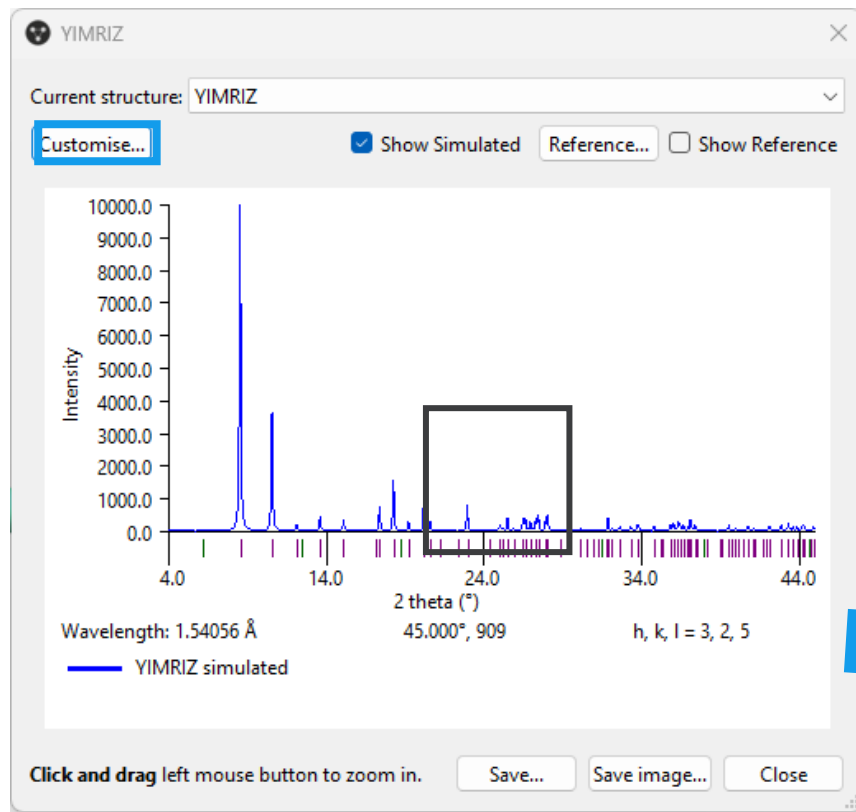 YIMRIZ
Current structure: YIMRIZ
Customise... Show Simulated Reference... Show Reference
10000.0
9000.0
8000.0
7000.0
6000.0
5000.0
4000.0
3000.0
2000.0
1000.0
0.0
Intensity
4.0 14.0 24.0 34.0 44.0
2 theta (°)
Wavelength: 1.54056 Å 45.000°, 909 h, k, l = 3, 2, 5
YIMRIZ simulated
Click and drag left mouse button to zoom in. Save... Save image... Close